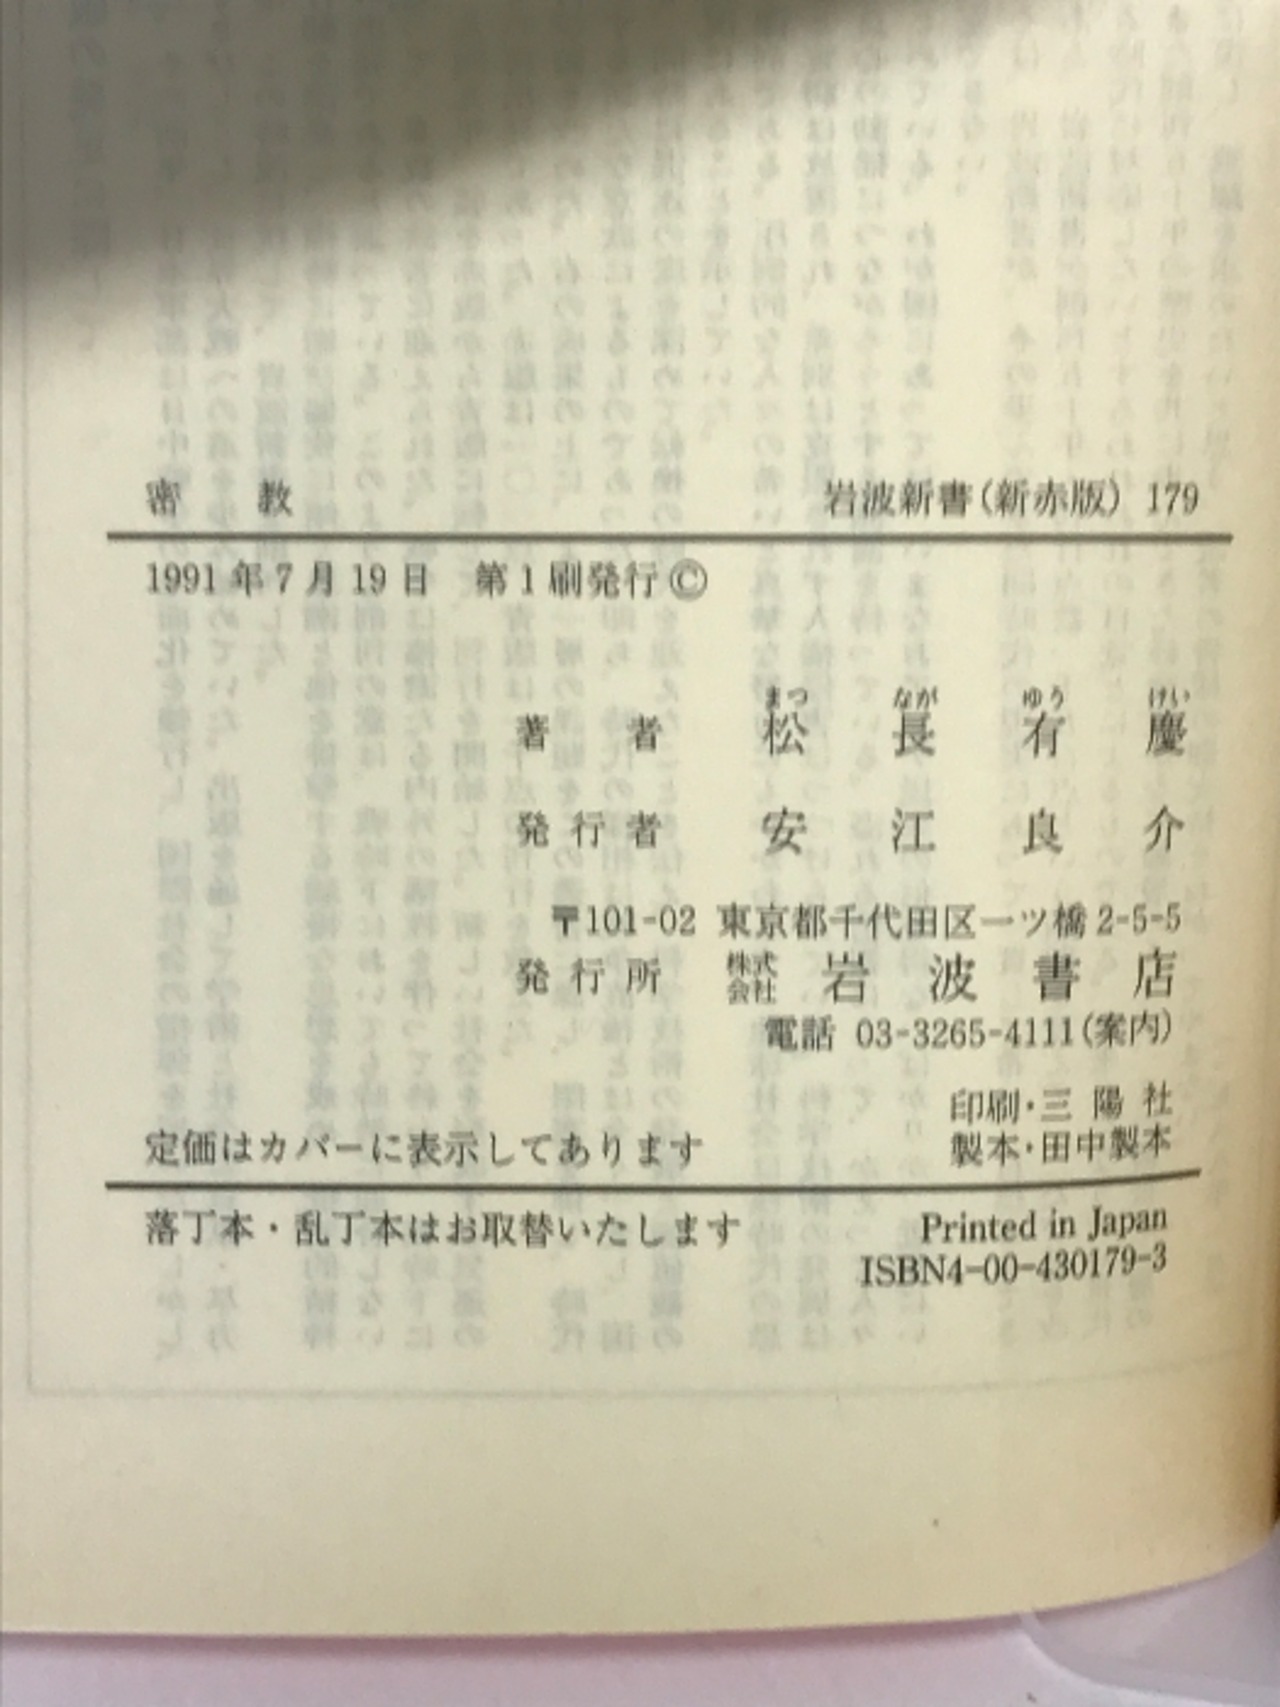 密 教 岩波新書(新赤版) 179
1991年7月19日 第1刷発行©
まつ なが ゆう けい
著 者 松 長 有 慶
発 行 者 安 江 良 介
〒101-02 東京都千代田区一ツ橋2-5-5
発 行 所 株式会社 岩 波 書 店
電話 03-3265-4111(案内)
印刷・三 陽 社
定価はカバーに表示してあります 製本・田中製本
落丁本・乱丁本はお取替いたします Printed in Japan
ISBN4-00-430179-3